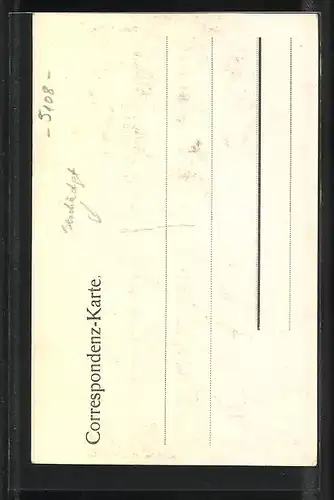 Correspondenz-Karte.
- 5108 -